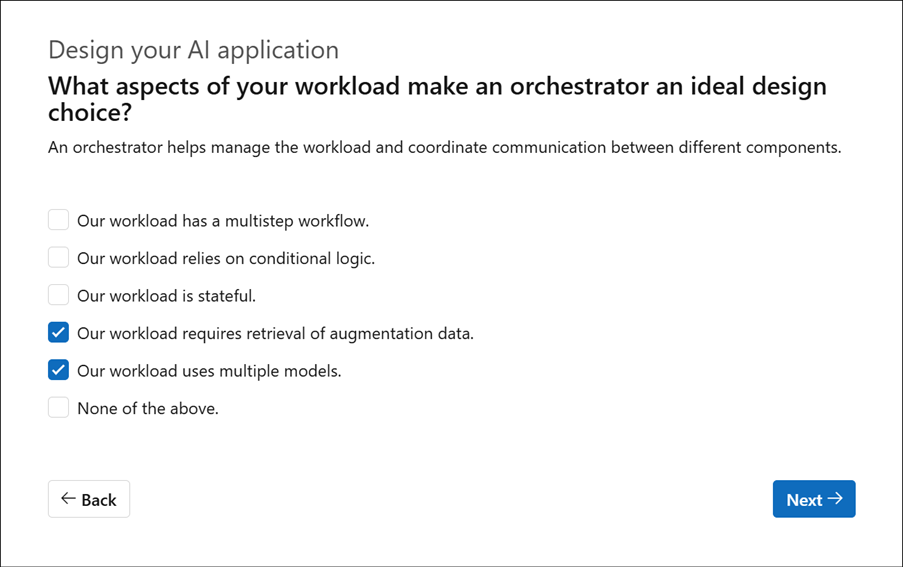 Design your AI application
What aspects of your workload make an orchestrator an ideal design
choice?
An orchestrator helps manage the workload and coordinate communication between different components.
Our workload has a multistep workflow.
Our workload relies on conditional logic.
Our workload is stateful.
Our workload requires retrieval of augmentation data.
Our workload uses multiple models.
None of the above.
← Back
Next →